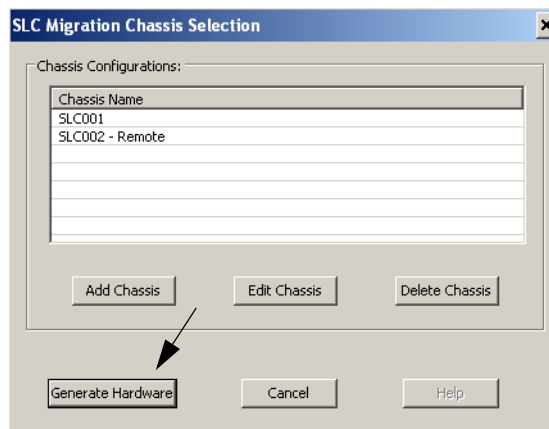 SLC Migration Chassis Selection
Chassis Configurations:
Chassis Name
SLC001
SLC002 - Remote
Add Chassis
Edit Chassis
Delete Chassis
Generate Hardware
Cancel
Help